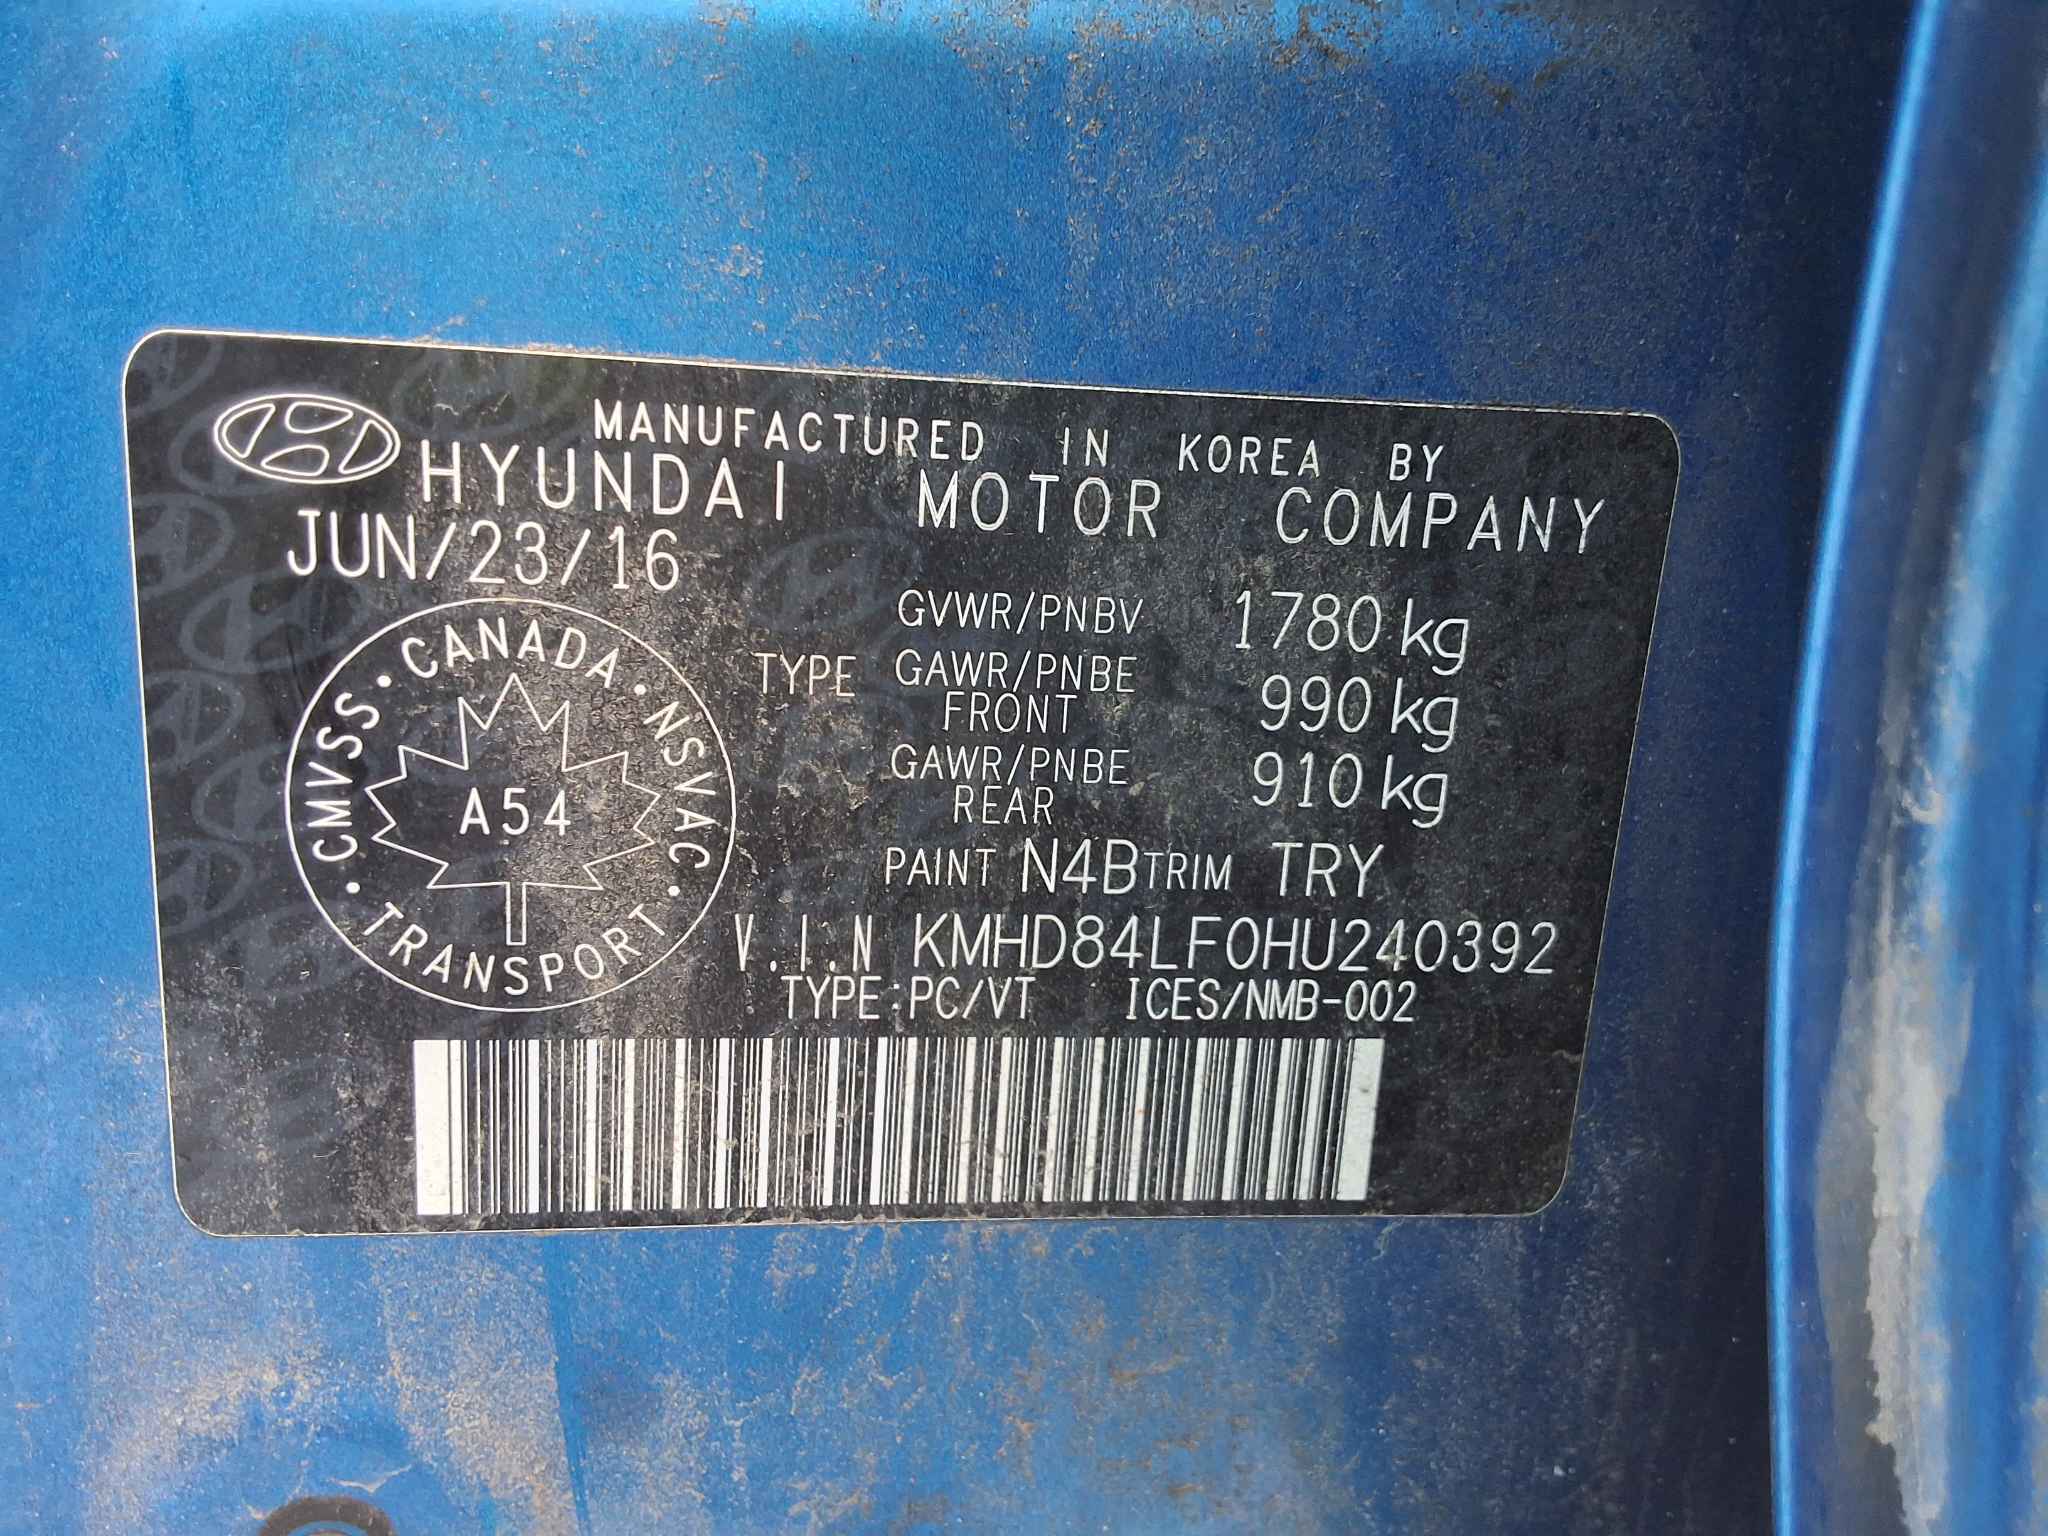 MANUFACTURED IN KOREA BY
HYUNDAI MOTOR COMPANY
JUN/23/16
CMVSS · CANADA · NSVAC · TRANSPORT ·
A54
GVWR/PNBV 1780 kg
TYPE GAWR/PNBE FRONT 990 kg
GAWR/PNBE REAR 910 kg
PAINT N4B TRIM TRY
V.I.N KMHD84LF0HU240392
TYPE:PC/VT ICES/NMB-002